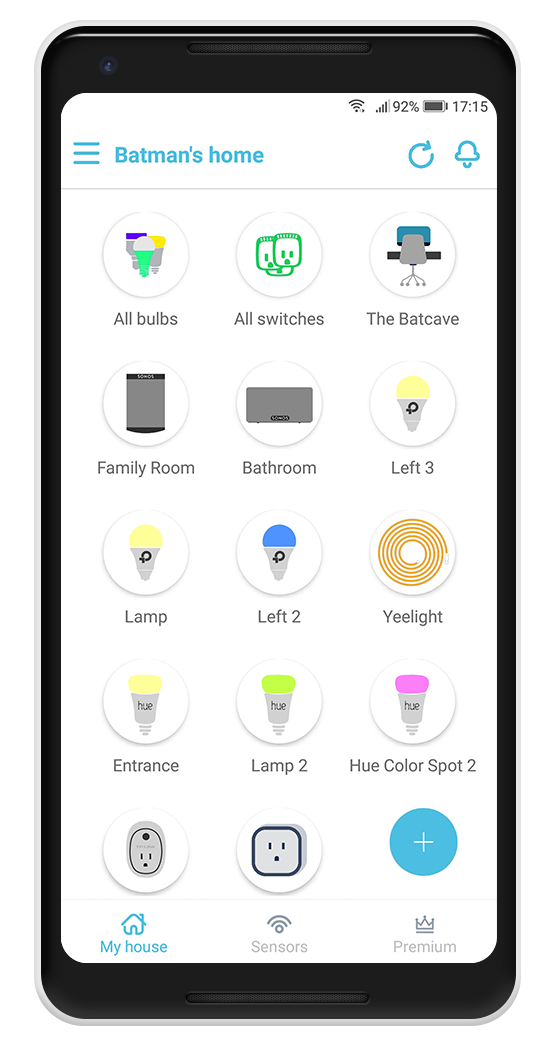 92% 17:15
Batman's home
All bulbs All switches The Batcave
SONOS
SONOS
Family Room Bathroom Left 3
Lamp Left 2 Yeelight
hue hue hue
Entrance Lamp 2 Hue Color Spot 2
My house Sensors Premium